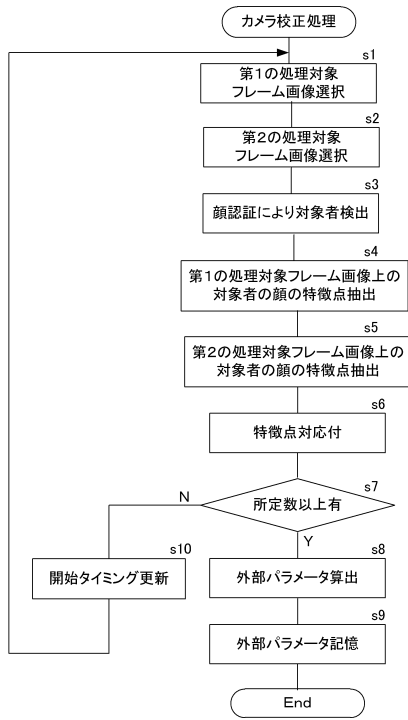 カメラ校正処理
s1
第1の処理対象
フレーム画像選択
s2
第2の処理対象
フレーム画像選択
s3
顔認証により対象者検出
s4
第1の処理対象フレーム画像上の
対象者の顔の特徴点抽出
s5
第2の処理対象フレーム画像上の
対象者の顔の特徴点抽出
s6
特徴点対応付
s7
所定数以上有
N
Y
s10
開始タイミング更新
s8
外部パラメータ算出
s9
外部パラメータ記憶
End